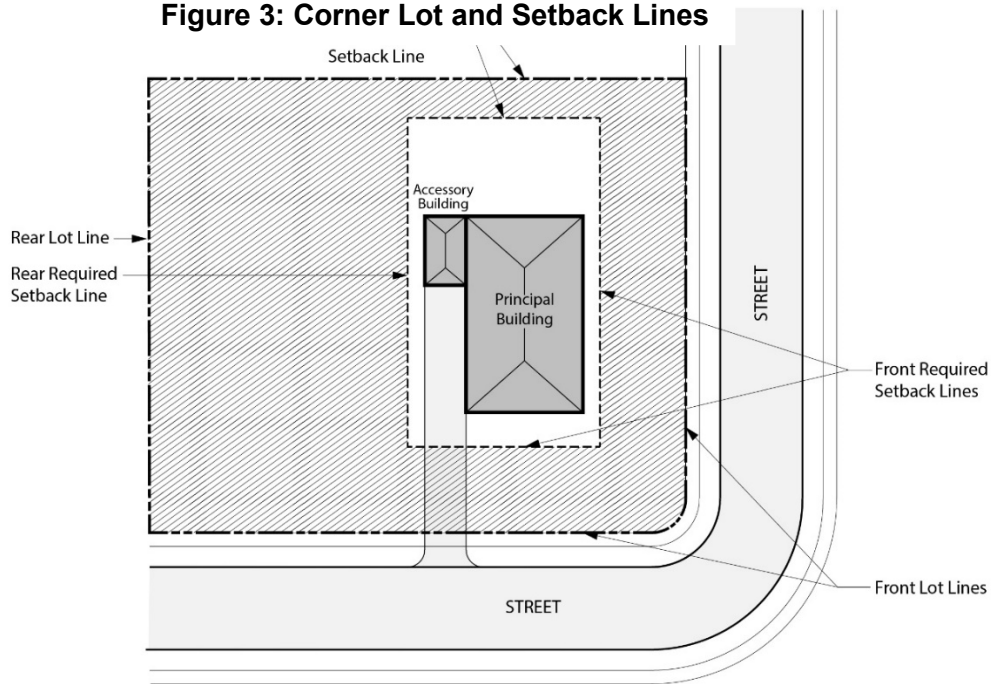 Figure 3: Corner Lot and Setback Lines
Setback Line
Accessory
Building
Rear Lot Line
Rear Required
Setback Line
Principal
Building
STREET
Front Required
Setback Lines
Front Lot Lines
STREET